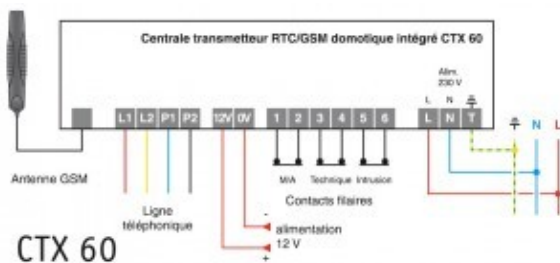 Centrale transmetteur RTC/GSM domotique intégré CTX 60
Alim.
230 V
L N
L1 L2 P1 P2 12V 0V 1 2 3 4 5 6 L N T
N L
Antenne GSM
M/A Technique Intrusion
Contacts filaires
Ligne
téléphonique
-
alimentation
12 V
+
CTX 60